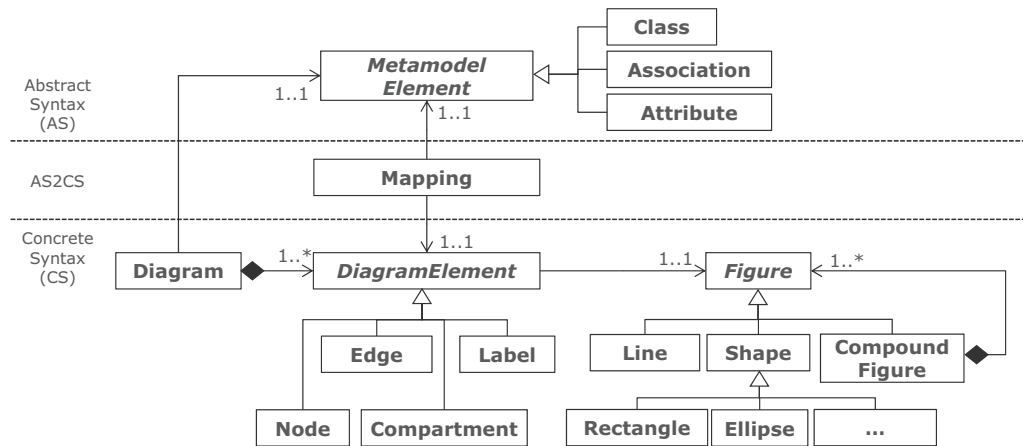 Class
Metamodel
Element
Association
1..1
1..1
Attribute
Abstract
Syntax
(AS)
AS2CS
Mapping
Concrete
Syntax
(CS)
1..1
1..*
1..1
1..*
Diagram
DiagramElement
Figure
Edge
Label
Line
Shape
Compound
Figure
Node
Compartment
Rectangle
Ellipse
...